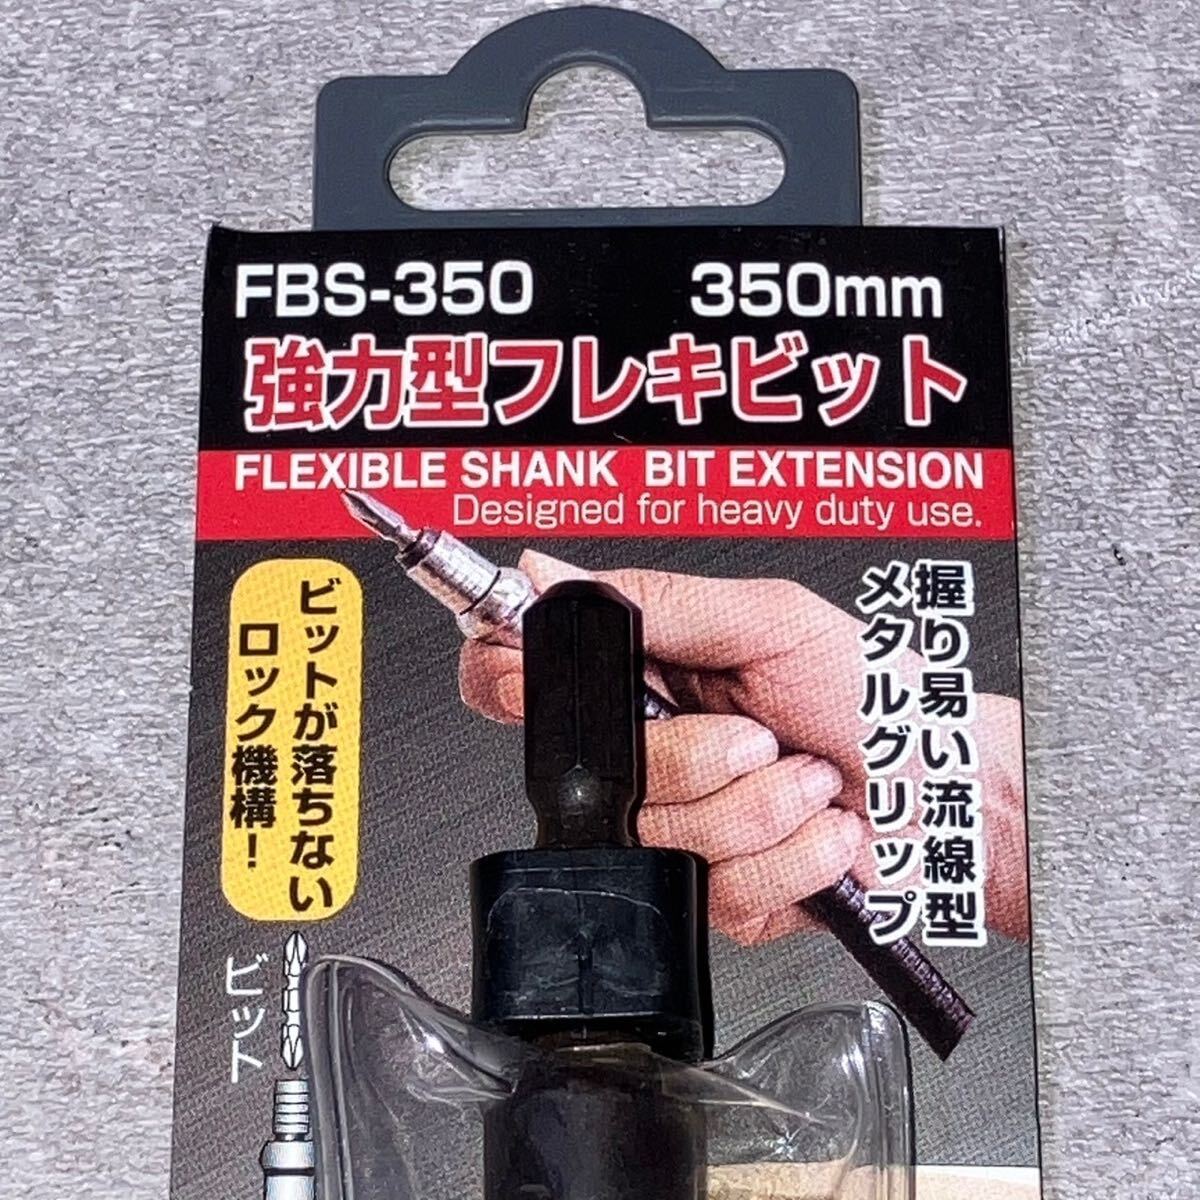 FBS-350 350mm
強力型フレキビット
FLEXIBLE SHANK BIT EXTENSION
Designed for heavy duty use.
握り易い流線型
メタルグリップ
ビットが落ちない
ロック機構！
ビット